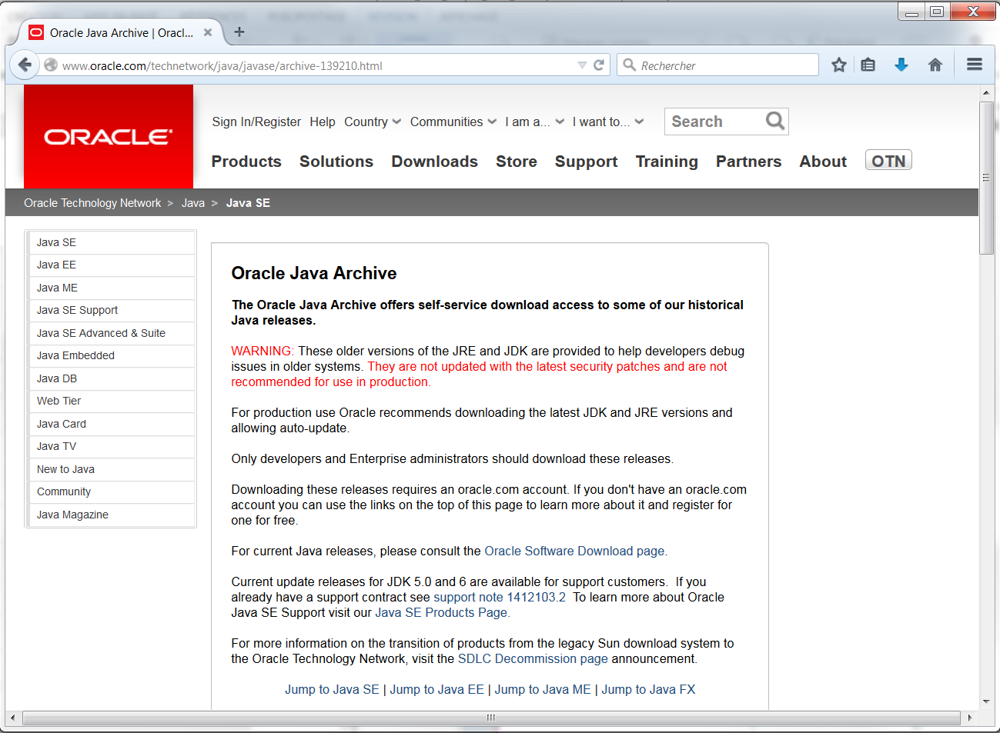 Oracle Java Archive | Oracl...
www.oracle.com/technetwork/java/javase/archive-139210.html
Rechercher
ORACLE
Sign In/Register Help Country Communities I am a... I want to... Search
Products Solutions Downloads Store Support Training Partners About OTN
Oracle Technology Network > Java > Java SE
Java SE
Java EE
Java ME
Java SE Support
Java SE Advanced & Suite
Java Embedded
Java DB
Web Tier
Java Card
Java TV
New to Java
Community
Java Magazine
Oracle Java Archive
The Oracle Java Archive offers self-service download access to some of our historical
Java releases.
WARNING: These older versions of the JRE and JDK are provided to help developers debug
issues in older systems. They are not updated with the latest security patches and are not
recommended for use in production.
For production use Oracle recommends downloading the latest JDK and JRE versions and
allowing auto-update.
Only developers and Enterprise administrators should download these releases.
Downloading these releases requires an oracle.com account. If you don't have an oracle.com
account you can use the links on the top of this page to learn more about it and register for
one for free.
For current Java releases, please consult the Oracle Software Download page.
Current update releases for JDK 5.0 and 6 are available for support customers.  If you
already have a support contract see support note 1412103.2  To learn more about Oracle
Java SE Support visit our Java SE Products Page.
For more information on the transition of products from the legacy Sun download system to
the Oracle Technology Network, visit the SDLC Decommission page announcement.
Jump to Java SE | Jump to Java EE | Jump to Java ME | Jump to Java FX